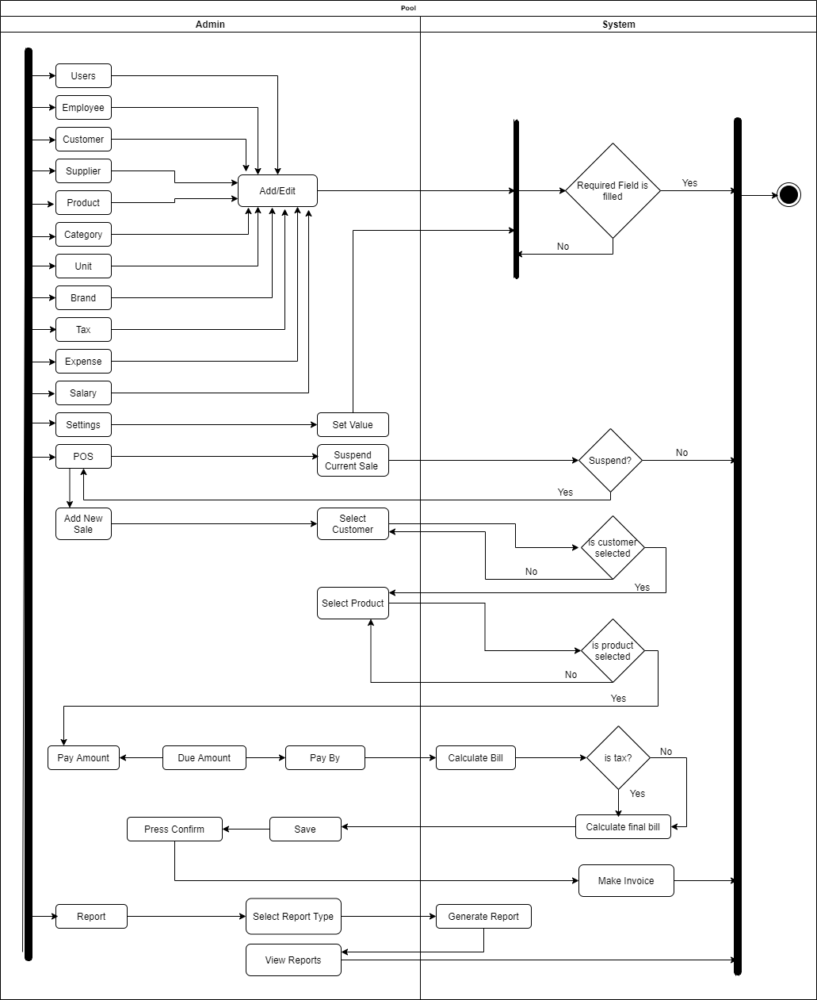 Pool
Admin
System
Users
Employee
Customer
Supplier
Product
Category
Unit
Brand
Tax
Expense
Salary
Settings
POS
Add/Edit
Required Field is
filled
Yes
No
Set Value
Suspend
Current Sale
Suspend?
No
Yes
Add New
Sale
Select
Customer
is customer
selected
No
Yes
Select Product
is product
selected
No
Yes
Pay Amount
Due Amount
Pay By
Calculate Bill
is tax?
No
Yes
Press Confirm
Save
Calculate final bill
Make Invoice
Report
Select Report Type
Generate Report
View Reports